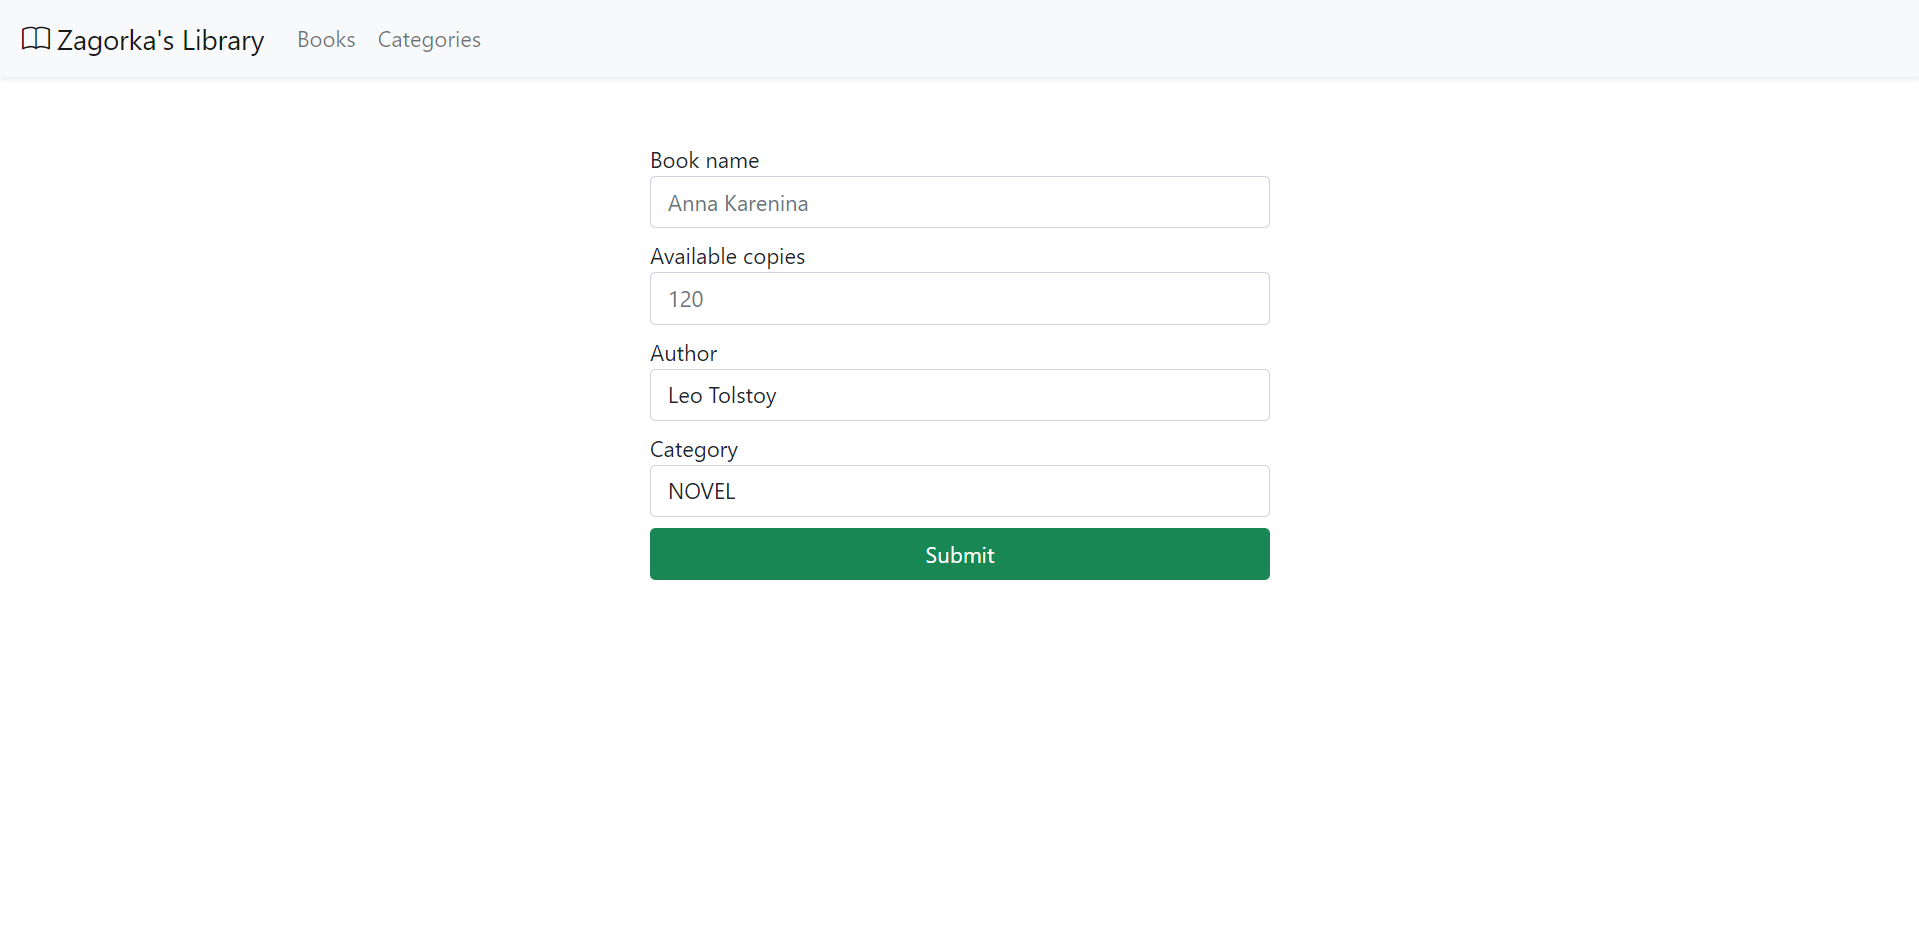 Zagorka's Library Books Categories
Book name
Anna Karenina
Available copies
120
Author
Leo Tolstoy
Category
NOVEL
Submit